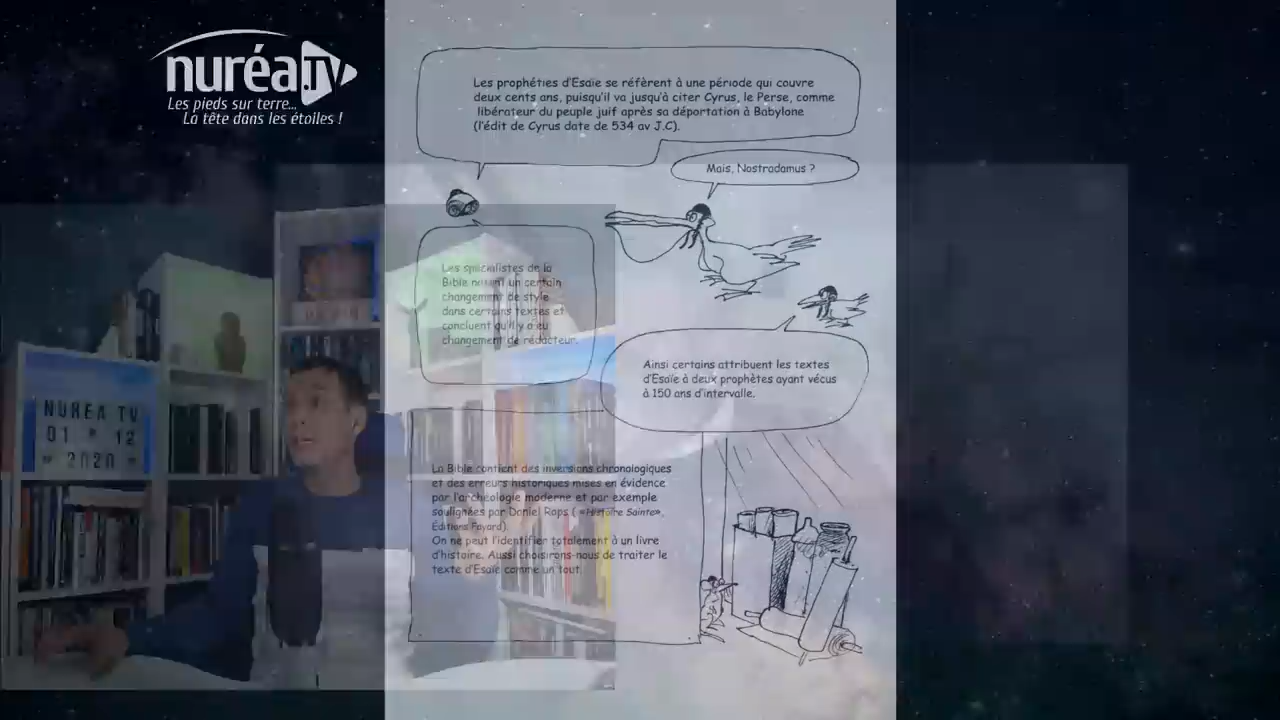 nuréa.TV
Les pieds sur terre...
La tête dans les étoiles !
Les prophéties d'Esaïe se réfèrent à une période qui couvre
deux cents ans, puisqu'il va jusqu'à citer Cyrus, le Perse, comme
libérateur du peuple juif après sa déportation à Babylone
(l'édit de Cyrus date de 534 av J.C).
Mais, Nostradamus ?
Les spécialistes de la
Bible notent un certain
changement de style
dans certains textes et
concluent qu'il y a eu
changement de rédacteur.
Ainsi certains attribuent les textes
d'Esaïe à deux prophètes ayant vécus
à 150 ans d'intervalle.
NUREA TV
01 12
2020
La Bible contient des inversions chronologiques
et des erreurs historiques mises en évidence
par l'archéologie moderne et par exemple
soulignées par Daniel Rops ( «Histoire Sainte»,
Éditions Fayard).
On ne peut l'identifier totalement à un livre
d'histoire. Aussi choisirons-nous de traiter le
texte d'Esaïe comme un tout.